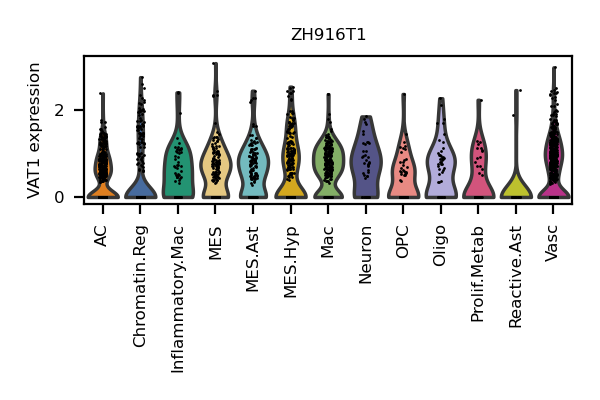 ZH916T1
VAT1 expression
2
0
AC
Chromatin.Reg
Inflammatory.Mac
MES
MES.Ast
MES.Hyp
Mac
Neuron
OPC
Oligo
Prolif.Metab
Reactive.Ast
Vasc